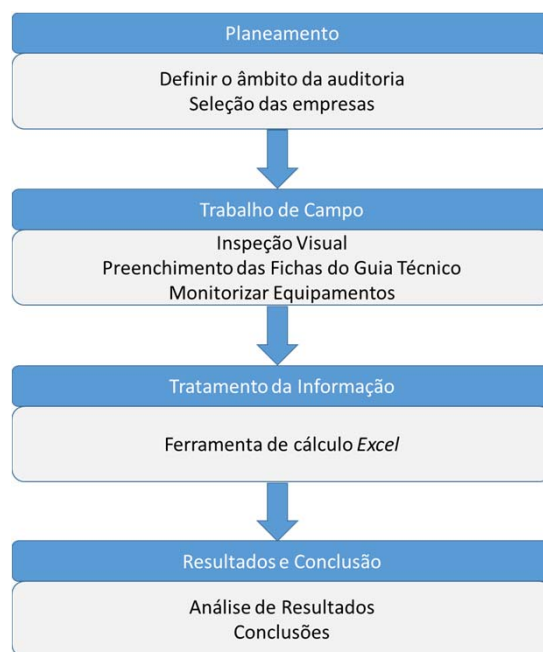 Planeamento
Definir o âmbito da auditoria
Seleção das empresas
Trabalho de Campo
Inspeção Visual
Preenchimento das Fichas do Guia Técnico
Monitorizar Equipamentos
Tratamento da Informação
Ferramenta de cálculo Excel
Resultados e Conclusão
Análise de Resultados
Conclusões